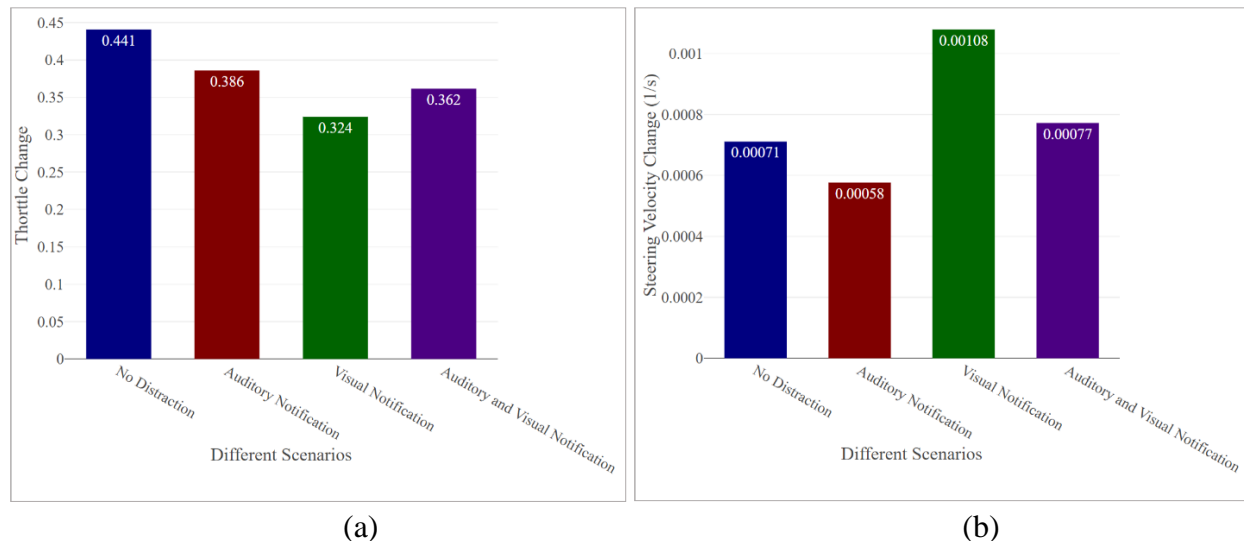 0.45
0.4
0.35
0.3
0.25
0.2
0.15
0.1
0.05
0
Thorttle Change
0.441
0.386
0.324
0.362
No Distraction
Auditory Notification
Visual Notification
Auditory and Visual Notification
Different Scenarios
(a)
0.001
0.0008
0.0006
0.0004
0.0002
0
Steering Velocity Change (1/s)
0.00071
0.00058
0.00108
0.00077
No Distraction
Auditory Notification
Visual Notification
Auditory and Visual Notification
Different Scenarios
(b)